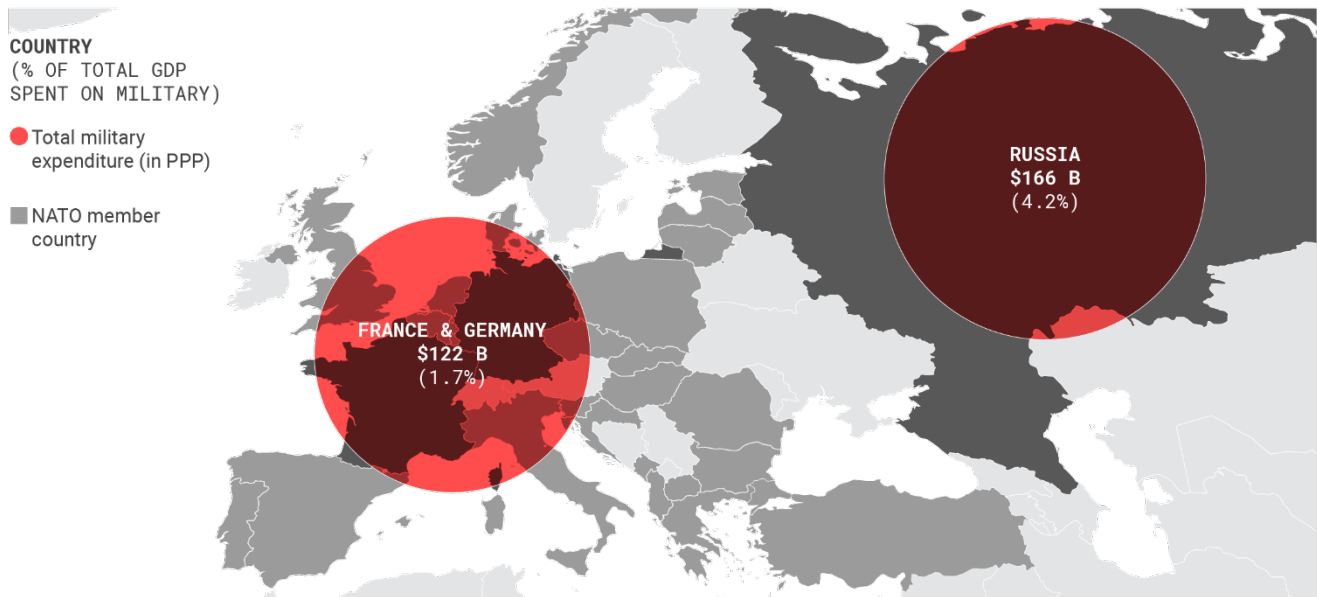 COUNTRY
(% OF TOTAL GDP
SPENT ON MILITARY)
Total military
expenditure (in PPP)
NATO member
country
RUSSIA
$166 B
(4.2%)
FRANCE & GERMANY
$122 B
(1.7%)